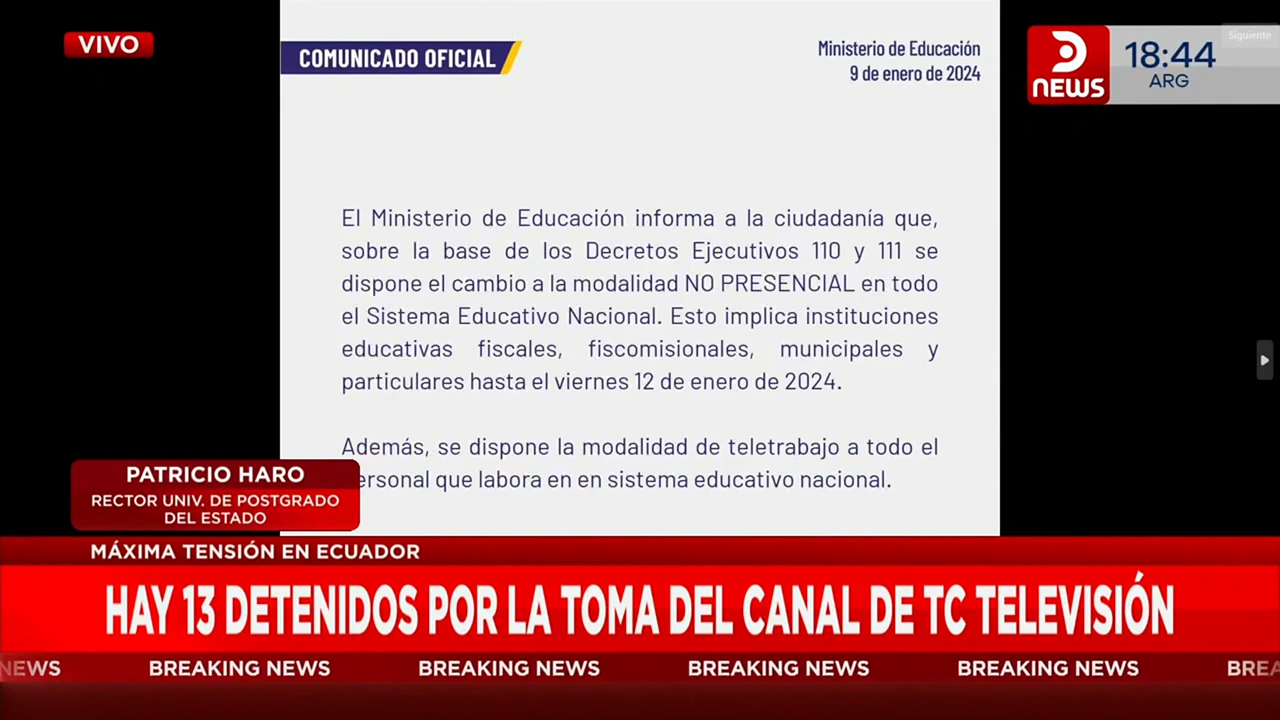 VIVO
COMUNICADO OFICIAL
Ministerio de Educación
9 de enero de 2024
NEWS
18:44
ARG
Siguiente
El Ministerio de Educación informa a la ciudadanía que,
sobre la base de los Decretos Ejecutivos 110 y 111 se
dispone el cambio a la modalidad NO PRESENCIAL en todo
el Sistema Educativo Nacional. Esto implica instituciones
educativas fiscales, fiscomisionales, municipales y
particulares hasta el viernes 12 de enero de 2024.
Además, se dispone la modalidad de teletrabajo a todo el
ersonal que labora en en sistema educativo nacional.
PATRICIO HARO
RECTOR UNIV. DE POSTGRADO
DEL ESTADO
MÁXIMA TENSIÓN EN ECUADOR
HAY 13 DETENIDOS POR LA TOMA DEL CANAL DE TC TELEVISIÓN
NEWS BREAKING NEWS BREAKING NEWS BREAKING NEWS BREAKING NEWS BREA